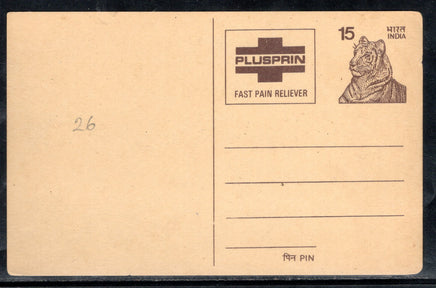 26
PLUSPRIN
FAST PAIN RELIEVER
15 भारत
INDIA
पिन PIN